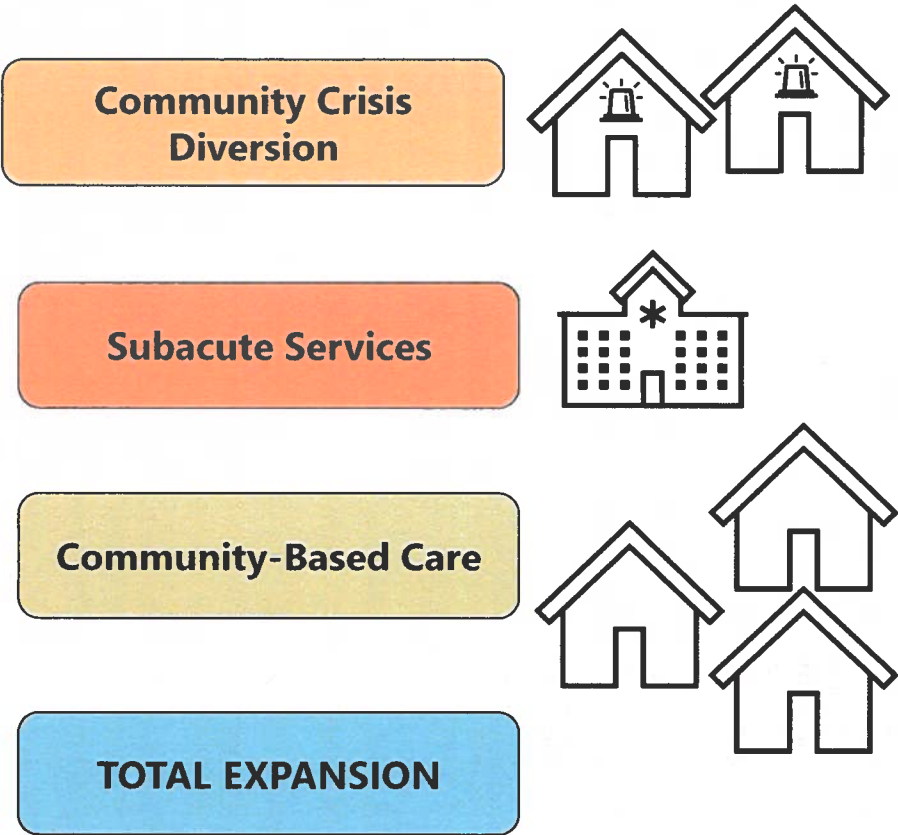 Community Crisis
Diversion
Subacute Services
Community-Based Care
TOTAL EXPANSION